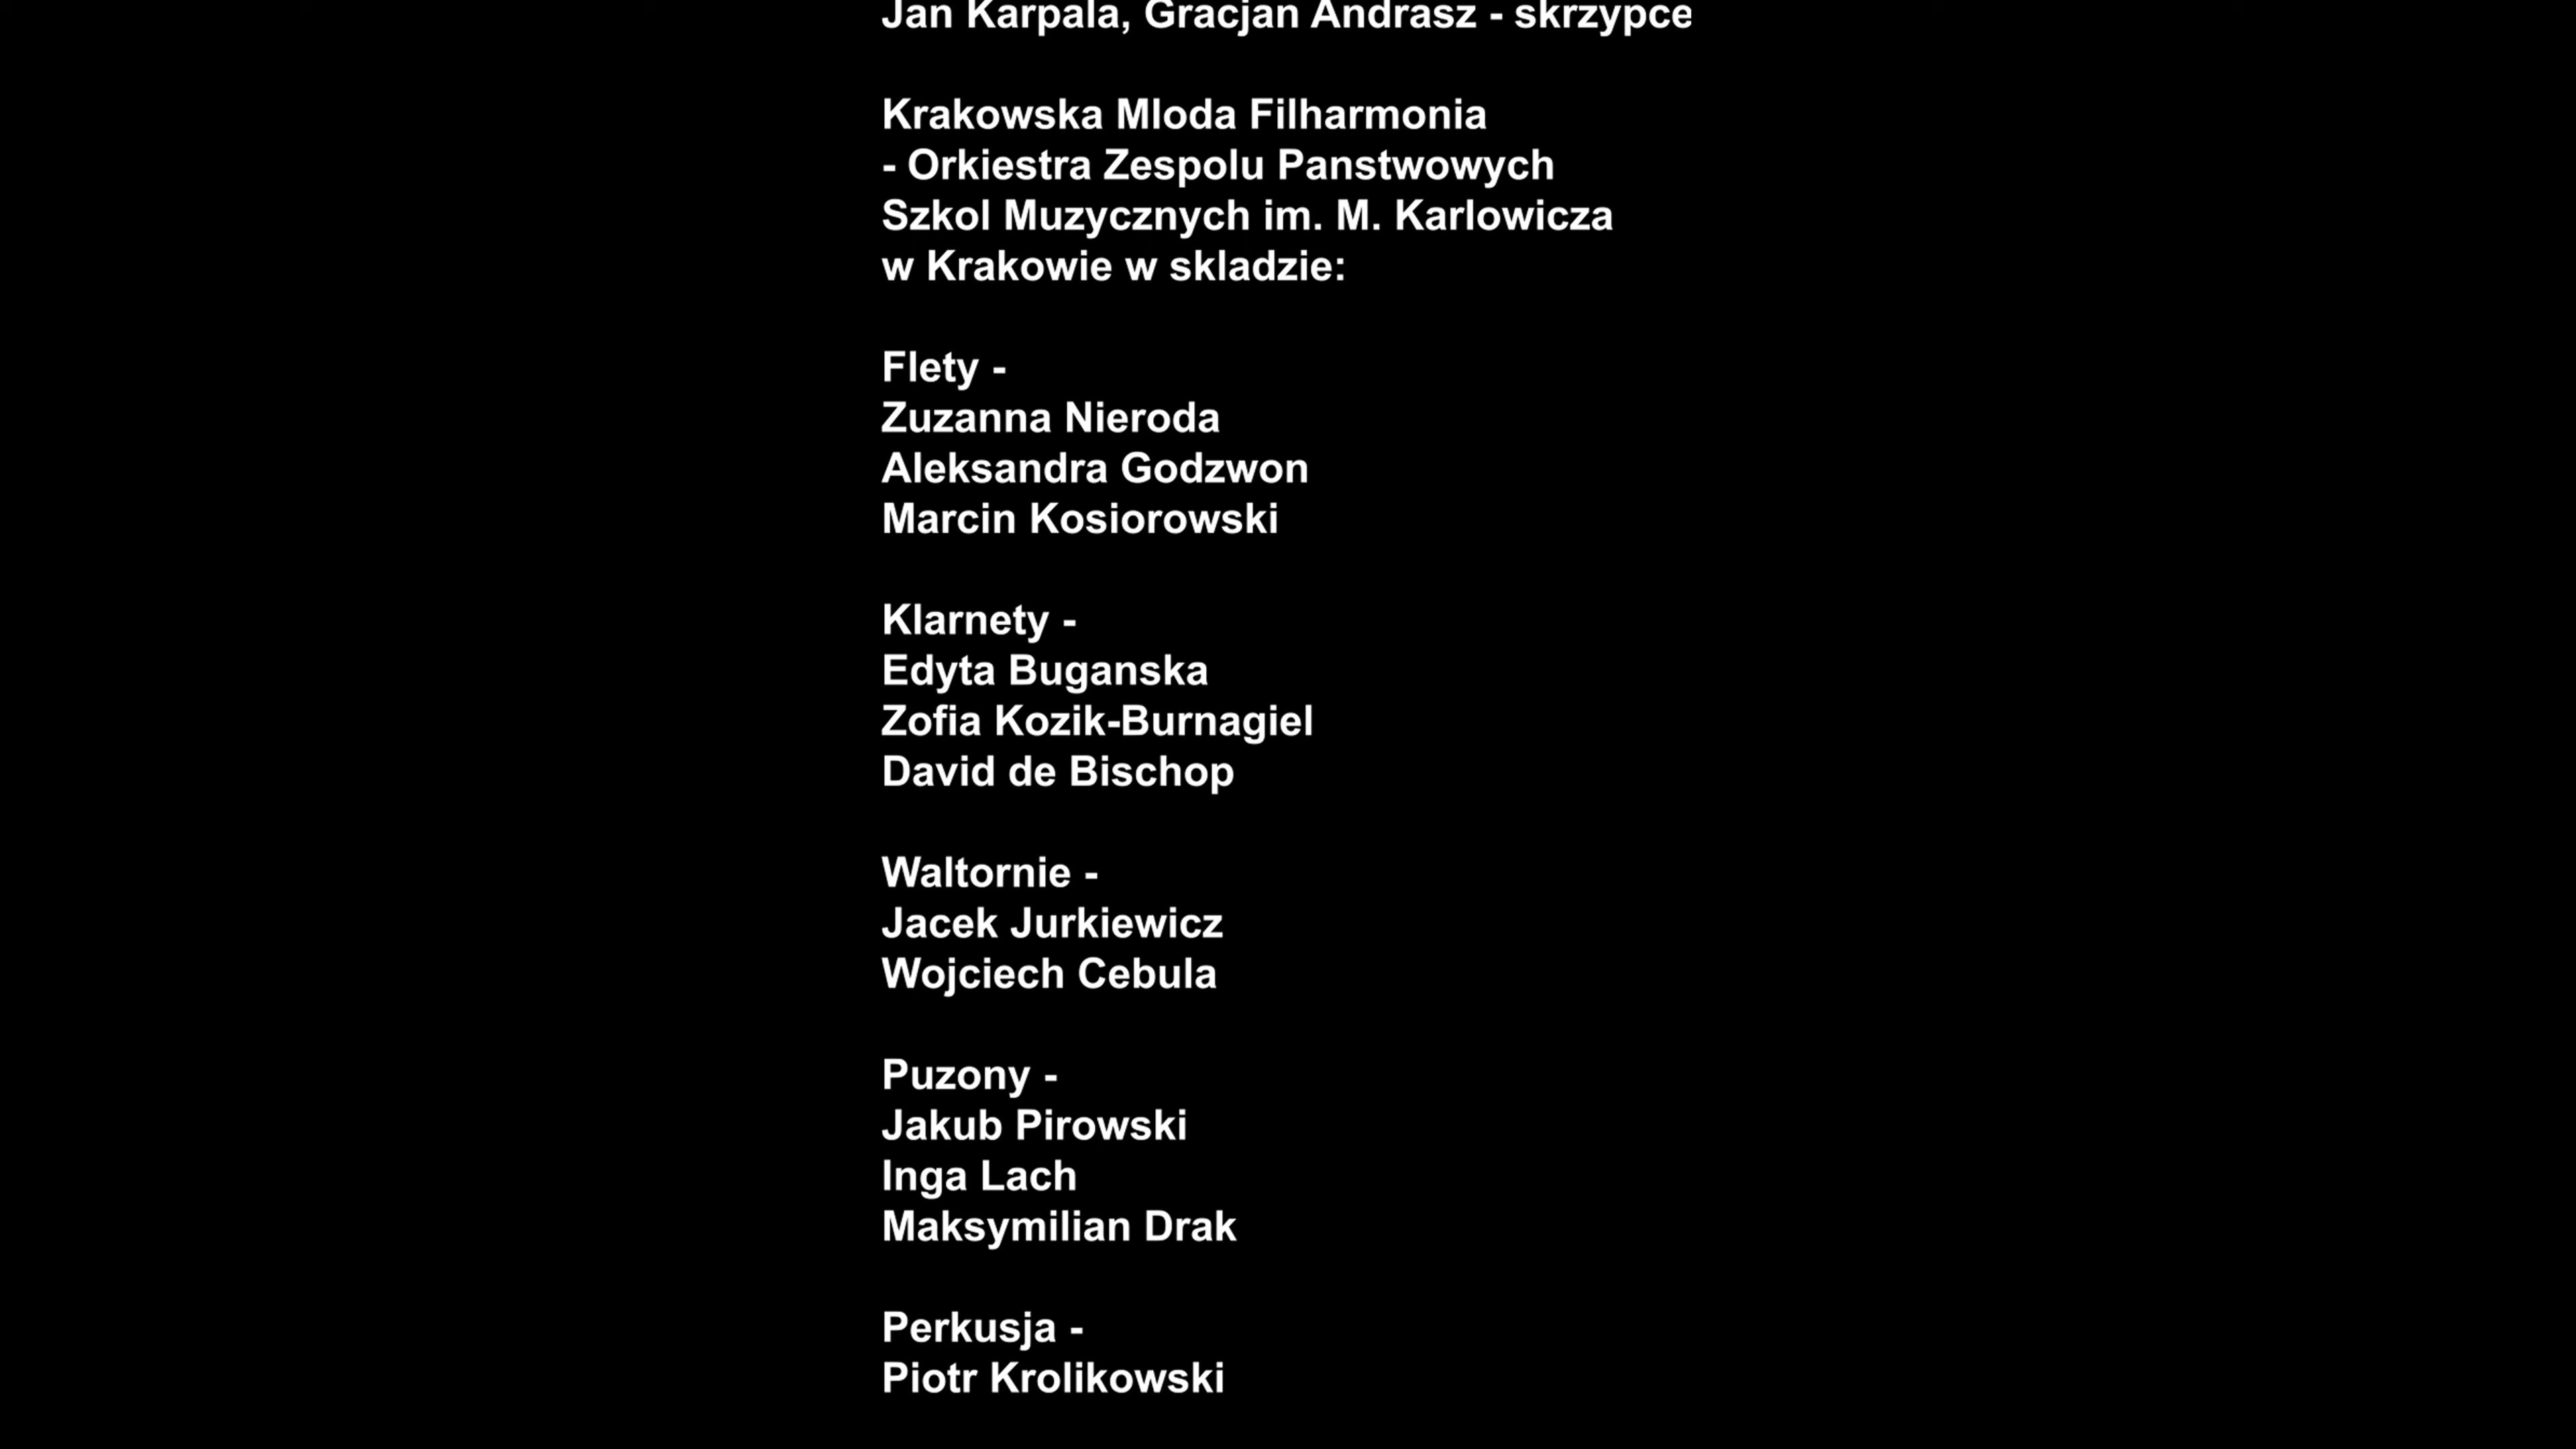 Jan Karpala, Gracjan Andrasz - skrzypce
Krakowska Mloda Filharmonia
- Orkiestra Zespolu Panstwowych
Szkol Muzycznych im. M. Karlowicza
w Krakowie w skladzie:
Flety -
Zuzanna Nieroda
Aleksandra Godzwon
Marcin Kosiorowski
Klarnety -
Edyta Buganska
Zofia Kozik-Burnagiel
David de Bischop
Waltornie -
Jacek Jurkiewicz
Wojciech Cebula
Puzony -
Jakub Pirowski
Inga Lach
Maksymilian Drak
Perkusja -
Piotr Krolikowski